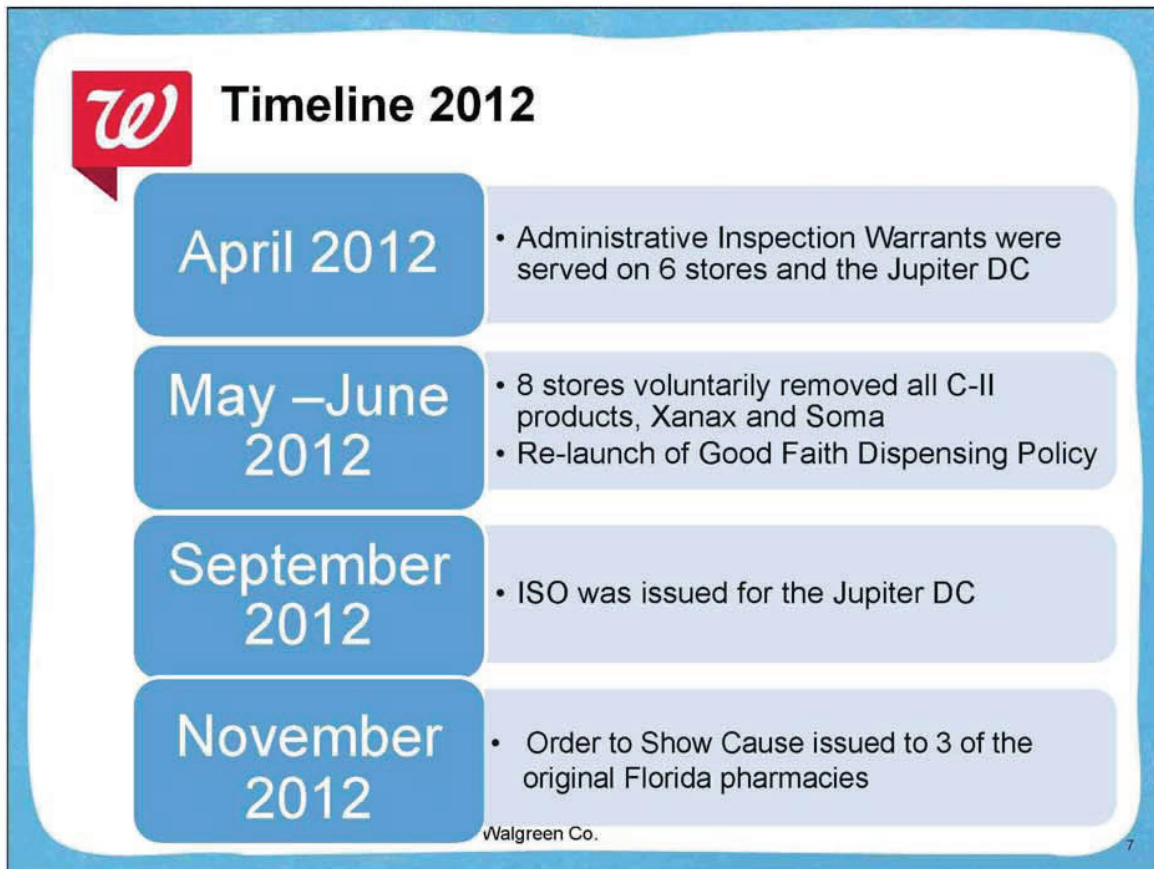 W
Timeline 2012
April 2012
• Administrative Inspection Warrants were
served on 6 stores and the Jupiter DC
May –June
2012
• 8 stores voluntarily removed all C-II
products, Xanax and Soma
• Re-launch of Good Faith Dispensing Policy
September
2012
• ISO was issued for the Jupiter DC
November
2012
• Order to Show Cause issued to 3 of the
original Florida pharmacies
Walgreen Co.
7